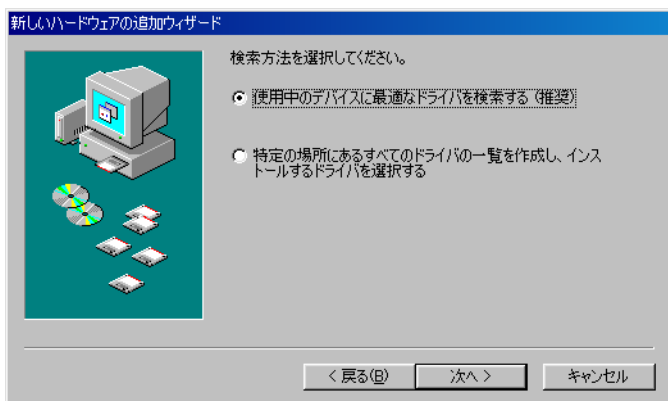 新しいハードウェアの追加ウィザード
検索方法を選択してください。
使用中のデバイスに最適なドライバを検索する (推奨)
特定の場所にあるすべてのドライバの一覧を作成し、インス
トールするドライバを選択する
< 戻る(B)
次へ >
キャンセル